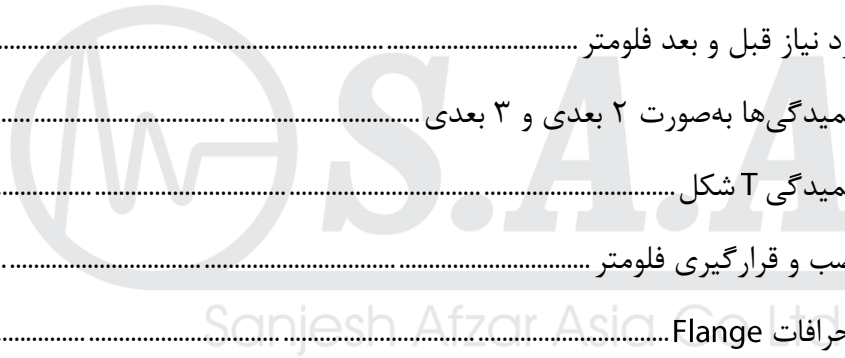 نیاز قبل و بعد فلومتر ........................................
ها به‌صورت ۲ بعدی و ۳ بعدی ........................................
T شکل ........................................
و قرارگیری فلومتر ........................................
Flange ........................................
S.A.A
Sanjesh Afzar Asia Co Ltd